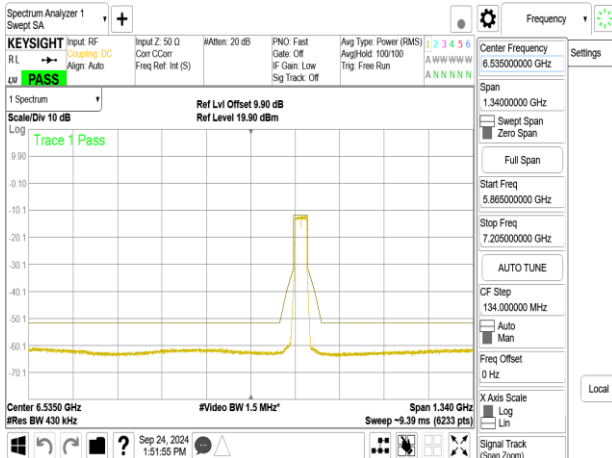 Spectrum Analyzer 1
Swept SA
Frequency
KEYSIGHT
RL
PASS
Input: RF
Coupling: DC
Align: Auto
Input Z: 50 Ω
Corr CCorr
Freq Ref: Int (S)
#Atten: 20 dB
PNO: Fast
Gate: Off
IF Gain: Low
Sig Track: Off
Avg Type: Power (RMS)
Avg|Hold: 100/100
Trig: Free Run
1 2 3 4 5 6
A W W W W W
A N N N N N
1 Spectrum
Scale/Div 10 dB
Ref Lvl Offset 9.90 dB
Ref Level 19.90 dBm
Log
Trace 1 Pass
9.90
-0.10
-10.1
-20.1
-30.1
-40.1
-50.1
-60.1
-70.1
Center 6.5350 GHz
#Res BW 430 kHz
#Video BW 1.5 MHz*
Span 1.340 GHz
Sweep ~9.39 ms (6233 pts)
Sep 24, 2024
1:51:55 PM
Center Frequency
6.535000000 GHz
Span
1.34000000 GHz
Swept Span
Zero Span
Full Span
Start Freq
5.865000000 GHz
Stop Freq
7.205000000 GHz
AUTO TUNE
CF Step
134.000000 MHz
Auto
Man
Freq Offset
0 Hz
X Axis Scale
Log
Lin
Signal Track
(Span Zoom)
Settings
Local